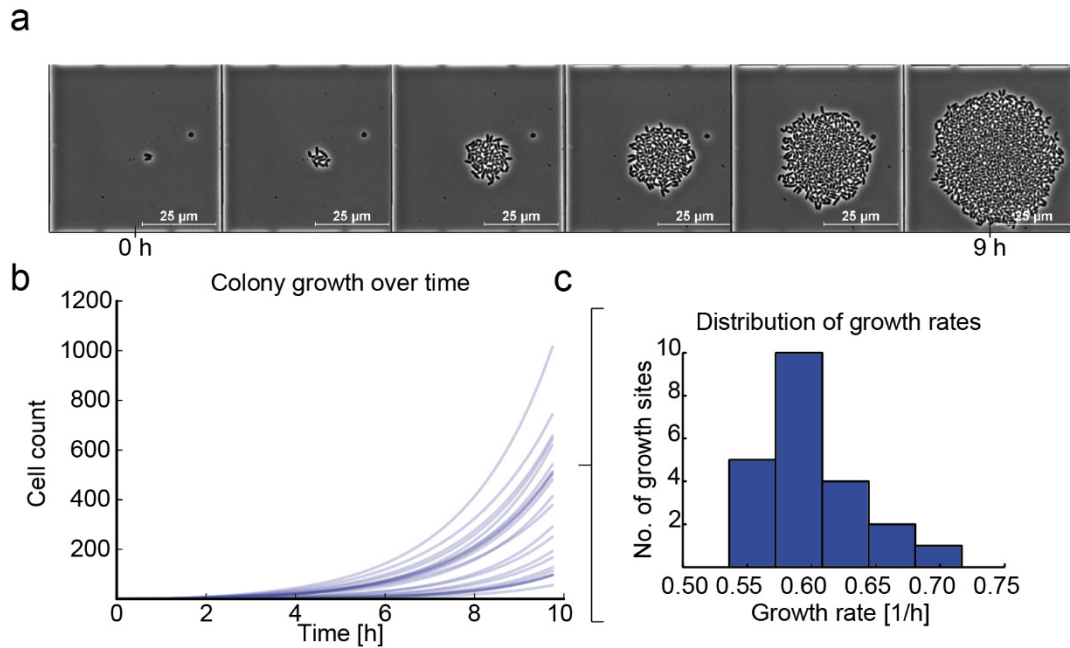 a
25 µm 25 µm 25 µm 25 µm 25 µm 25 µm
0 h 9 h
b
Colony growth over time
1200
1000
800
600
400
200
Cell count
0 2 4 6 8 10
Time [h]
c
Distribution of growth rates
10
8
6
4
2
No. of growth sites
0.50 0.55 0.60 0.65 0.70 0.75
Growth rate [1/h]